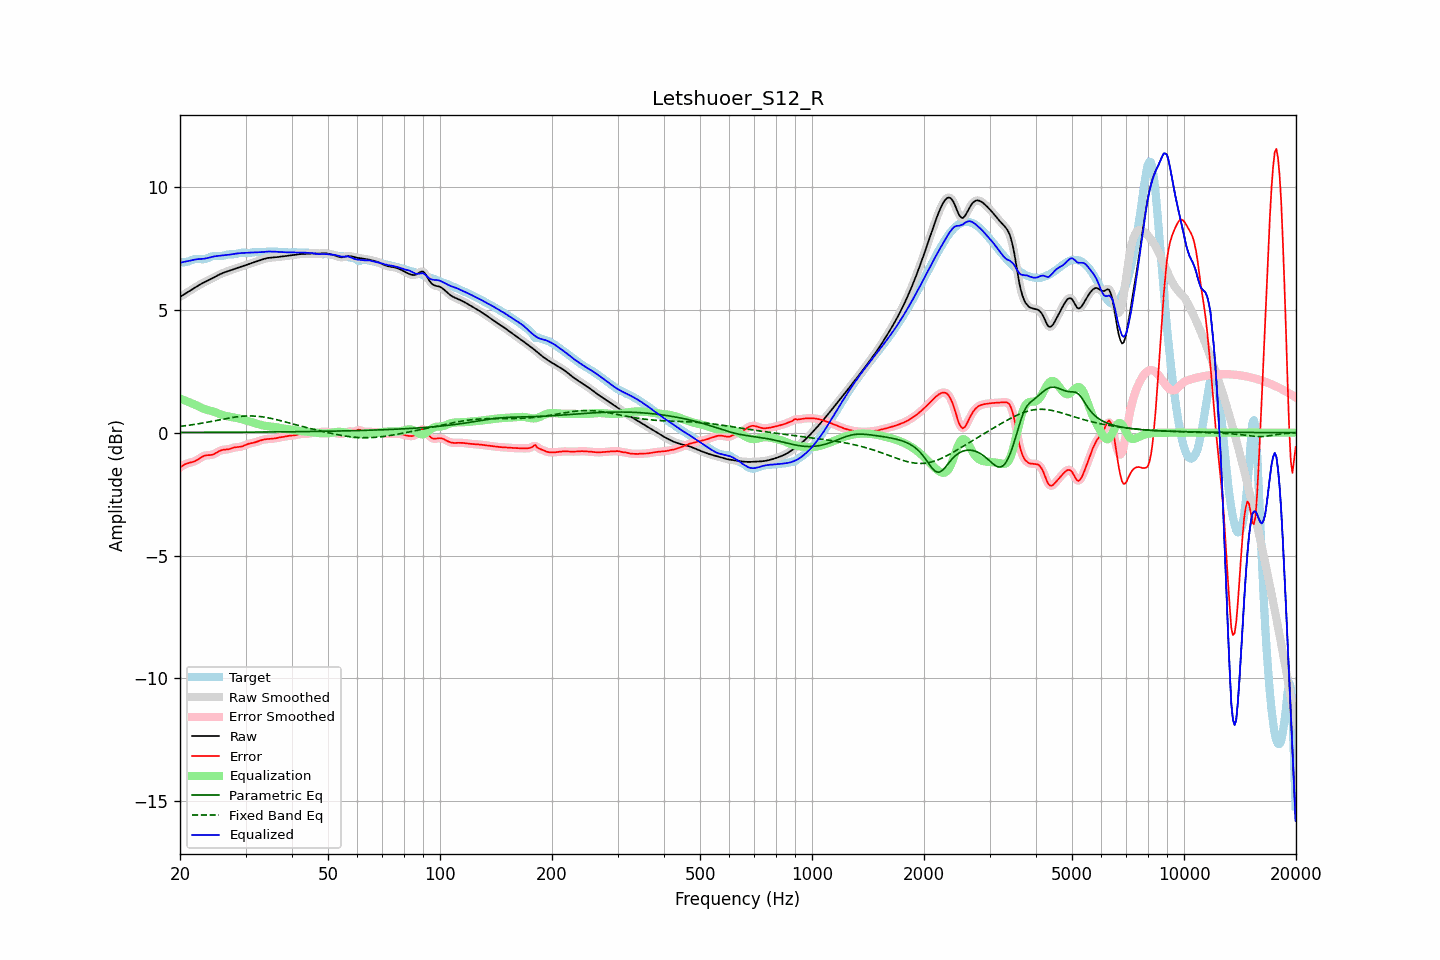 Letshuoer_S12_R
Amplitude (dBr)
10
5
0
−5
−10
−15
Target
Raw Smoothed
Error Smoothed
Raw
Error
Equalization
Parametric Eq
Fixed Band Eq
Equalized
20 50 100 200 500 1000 2000 5000 10000 20000
Frequency (Hz)